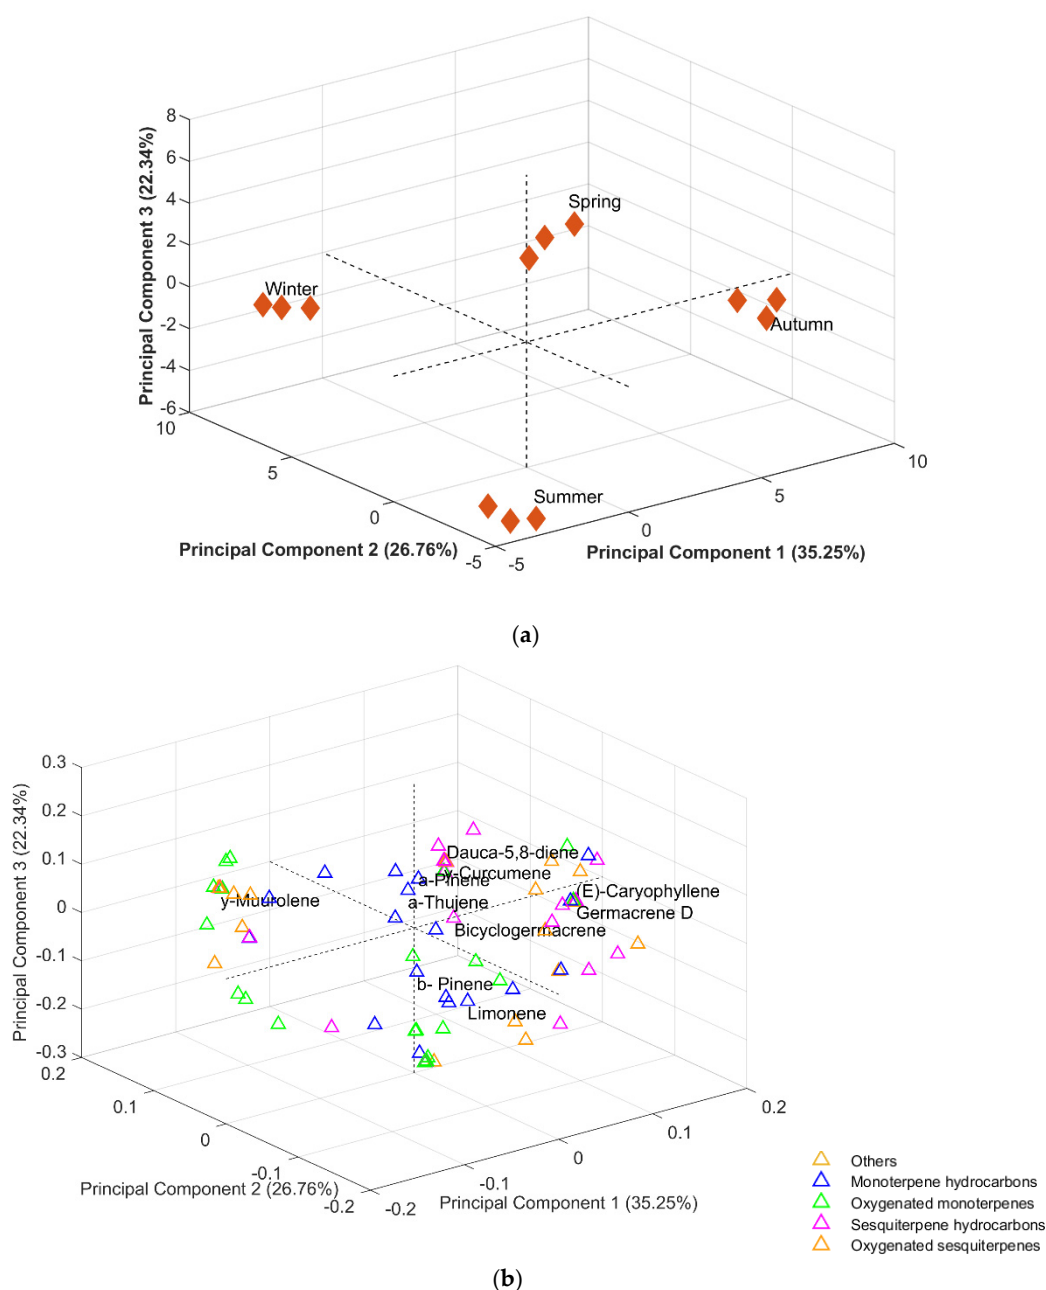 8
6
4
2
0
-2
-4
-6
Principal Component 3 (22.34%)
10
5
0
-5
Principal Component 2 (26.76%)
-5
0
5
10
Principal Component 1 (35.25%)
Spring
Winter
Autumn
Summer
(a)
0.3
0.2
0.1
0
-0.1
-0.2
-0.3
Principal Component 3 (22.34%)
0.2
0.1
0
-0.1
-0.2
Principal Component 2 (26.76%)
-0.2
-0.1
0
0.1
0.2
Principal Component 1 (35.25%)
Dauca-5,8-diene
y-Curcumene
a-Pinene
(E)-Caryophyllene
y-Muurolene
a-Thujene
Germacrene D
Bicyclogermacrene
b- Pinene
Limonene
Others
Monoterpene hydrocarbons
Oxygenated monoterpenes
Sesquiterpene hydrocarbons
Oxygenated sesquiterpenes
(b)